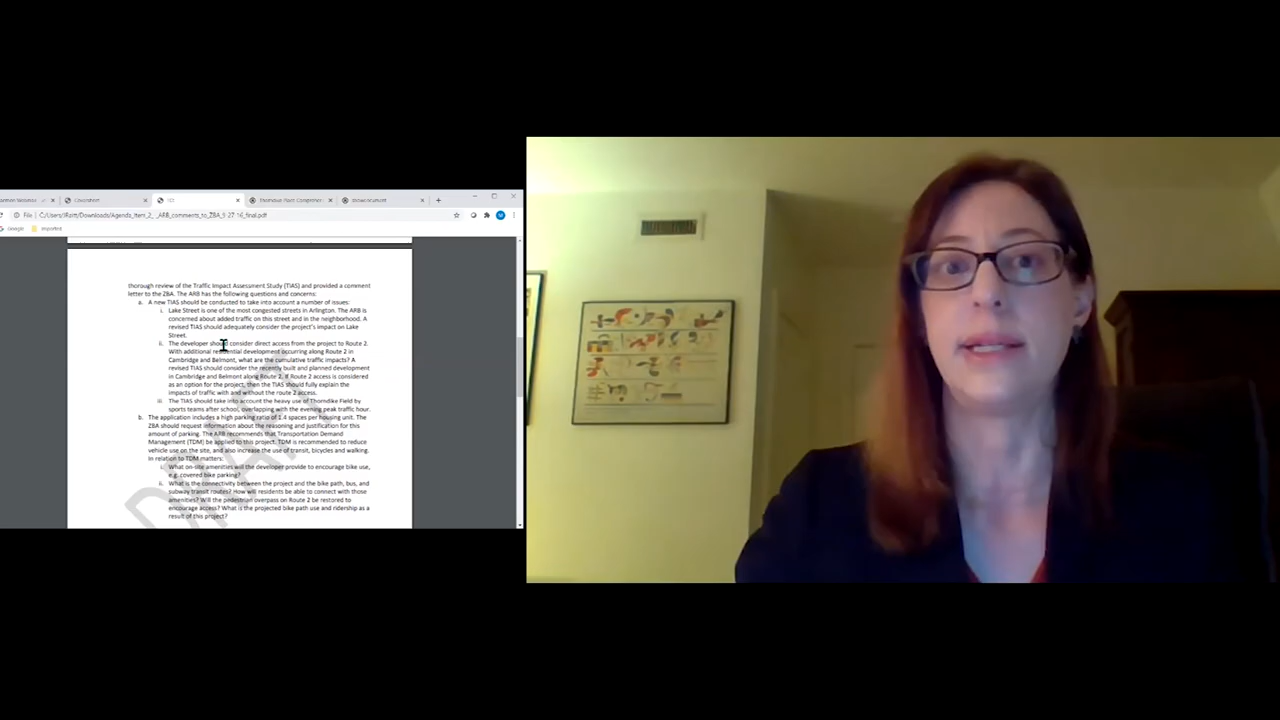 File
C:/Users/JRaitt/Downloads/Agenda_Item_2_ARB_comments_to_ZBA_9-27-16_final.pdf
Google
Imported
thorough review of the Traffic Impact Assessment Study (TIAS) and provided a comment
letter to the ZBA. The ARB has the following questions and concerns:
a. A new TIAS should be conducted to take into account a number of issues:
i. Lake Street is one of the most congested streets in Arlington. The ARB is
concerned about added traffic on this street and in the neighborhood. A
revised TIAS should adequately consider the project's impact on Lake
Street.
ii. The developer should consider direct access from the project to Route 2.
With additional residential development occurring along Route 2 in
Cambridge and Belmont, what are the cumulative traffic impacts? A
revised TIAS should consider the recently built and planned development
in Cambridge and Belmont along Route 2. If Route 2 access is considered
as an option for the project, then the TIAS should fully explain the
impacts of traffic with and without the route 2 access.
iii. The TIAS should take into account the heavy use of Thorndike Field by
sports teams after school, overlapping with the evening peak traffic hour.
b. The application includes a high parking ratio of 1.4 spaces per housing unit. The
ZBA should request information about the reasoning and justification for this
amount of parking. The ARB recommends that Transportation Demand
Management (TDM) be applied to this project. TDM is recommended to reduce
vehicle use on the site, and also increase the use of transit, bicycles and walking.
In relation to TDM matters:
i. What on-site amenities will the developer provide to encourage bike use,
e.g. covered bike parking?
ii. What is the connectivity between the project and the bike path, bus, and
subway transit routes? How will residents be able to connect with those
amenities? Will the pedestrian overpass on Route 2 be restored to
encourage access? What is the projected bike path use and ridership as a
result of this project?
DRAFT